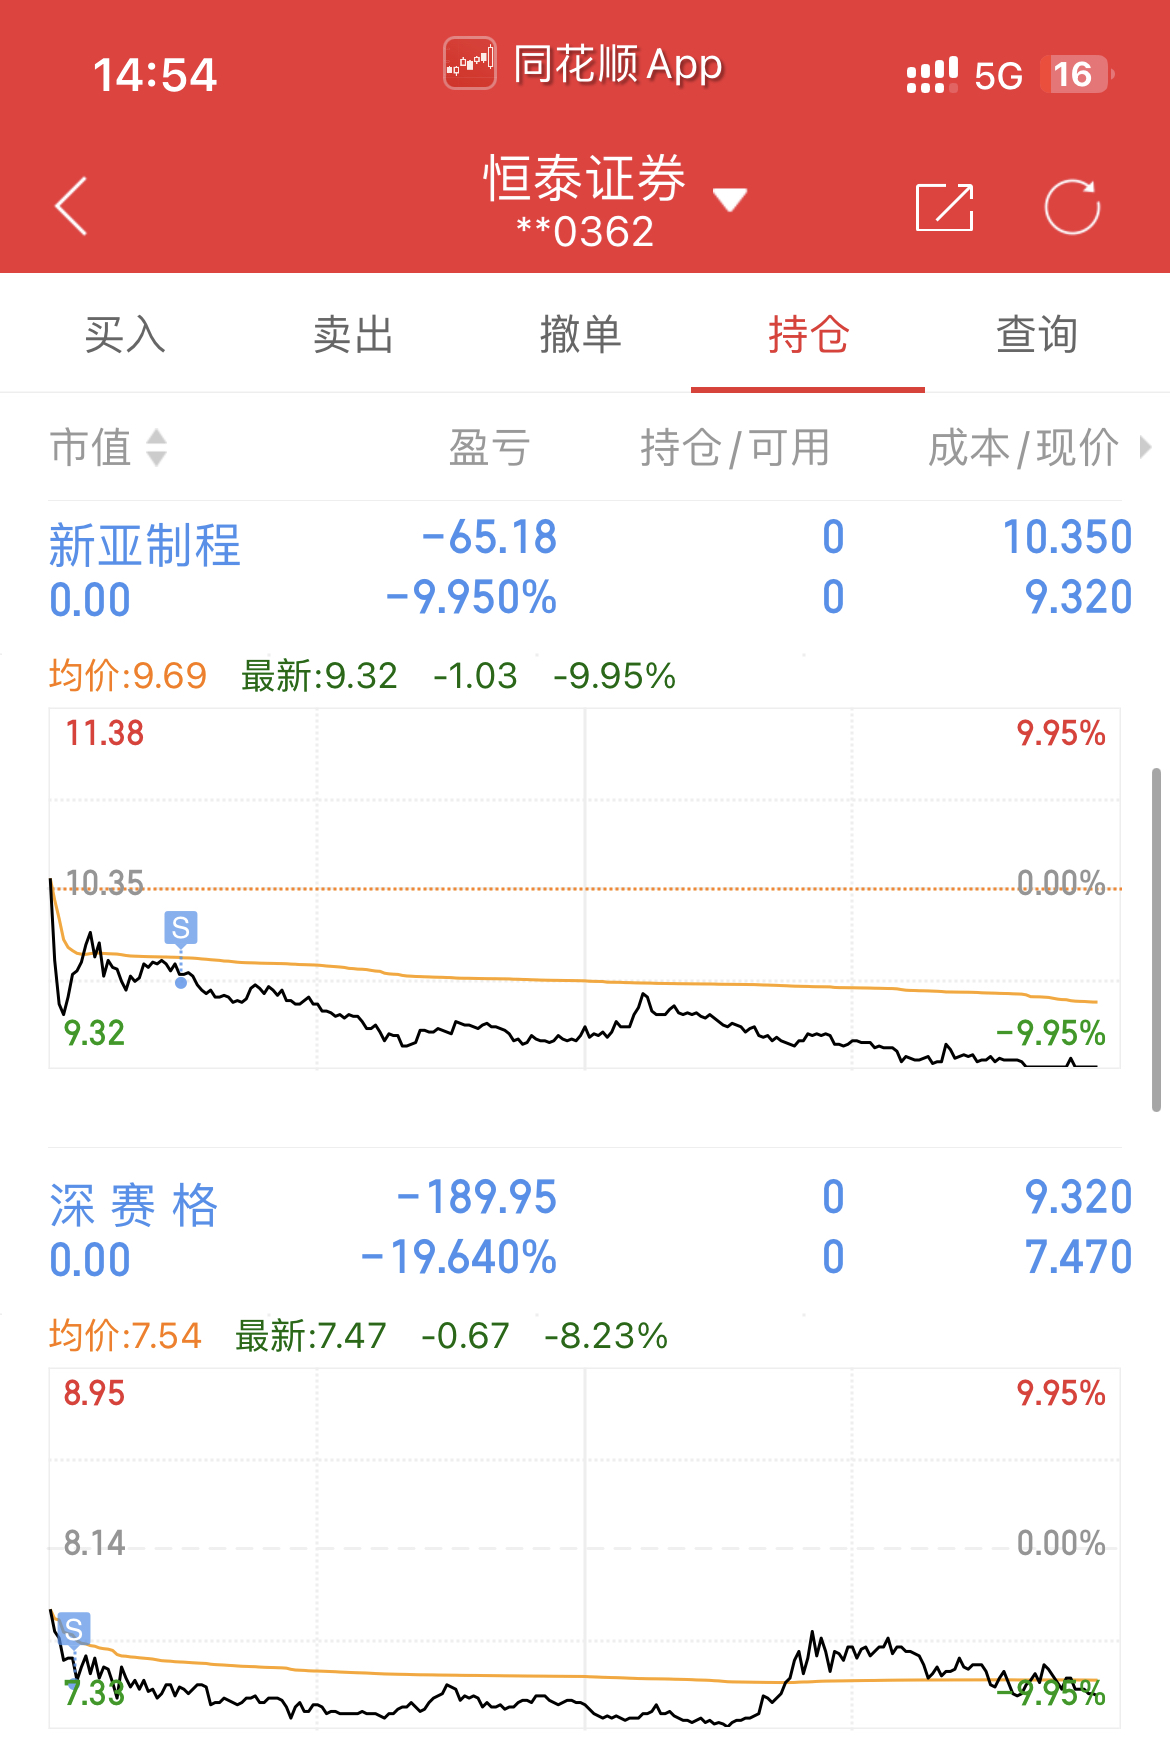 14:54 同花顺 App 5G 16
恒泰证券
**0362
买入 卖出 撤单 持仓 查询
市值 盈亏 持仓/可用 成本/现价
新亚制程 -65.18 0 10.350
0.00 -9.950% 0 9.320
均价:9.69 最新:9.32 -1.03 -9.95%
11.38 9.95%
10.35 0.00%
S
9.32 -9.95%
深 赛 格 -189.95 0 9.320
0.00 -19.640% 0 7.470
均价:7.54 最新:7.47 -0.67 -8.23%
8.95 9.95%
8.14 0.00%
S
7.33 -9.95%